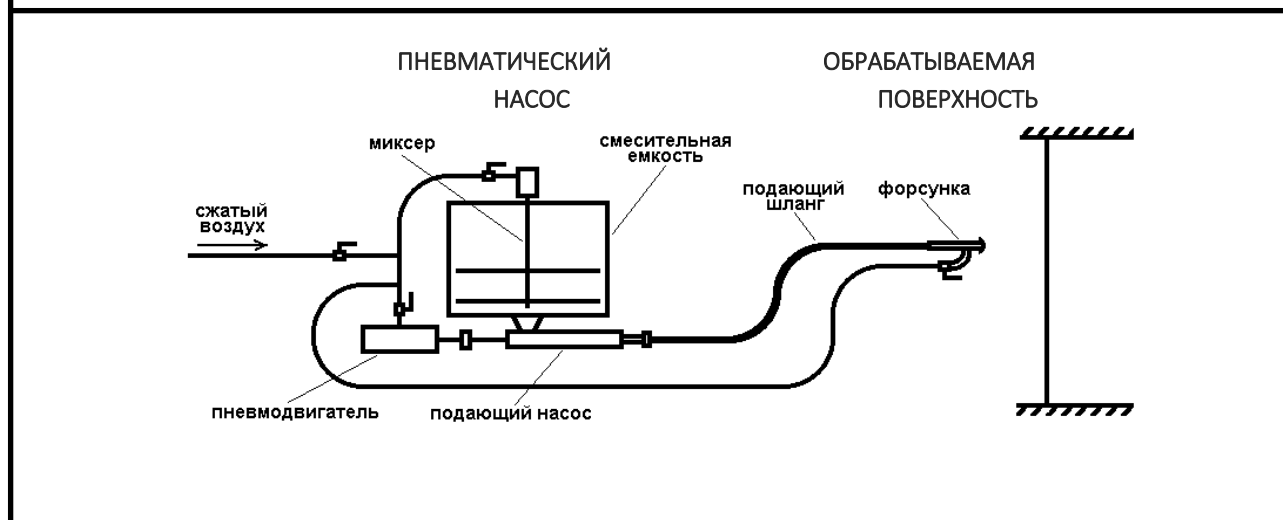 ПНЕВМАТИЧЕСКИЙ
НАСОС
ОБРАБАТЫВАЕМАЯ
ПОВЕРХНОСТЬ
миксер
смесительная
емкость
подающий
шланг
форсунка
сжатый
воздух
пневмодвигатель
подающий насос